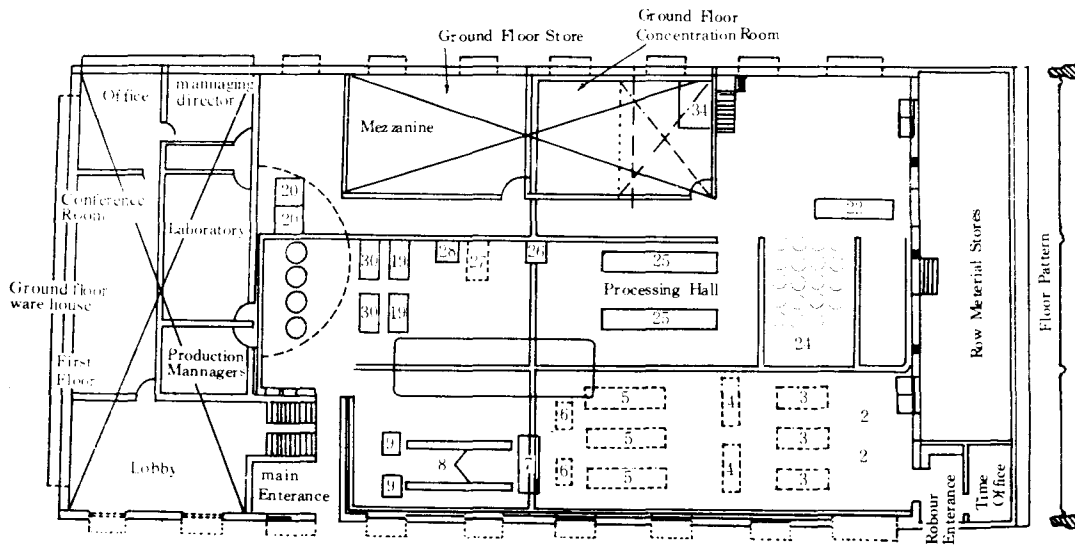 Ground Floor
Concentration Room
Ground Floor Store
Office
mannaging
director
Mezzanine
34
20
20
22
Conference
Room
Laboratory
28
27
26
30
19
25
Processing Hall
30
19
25
24
Ground floor
ware house
First
Floor
Production
Mannagers
Row Meterial Stores
Floor Pattern
6
5
4
3
2
9
8
7
5
3
2
6
4
9
5
3
Lobby
main
Enterance
Robour
Enterance
Time
Office